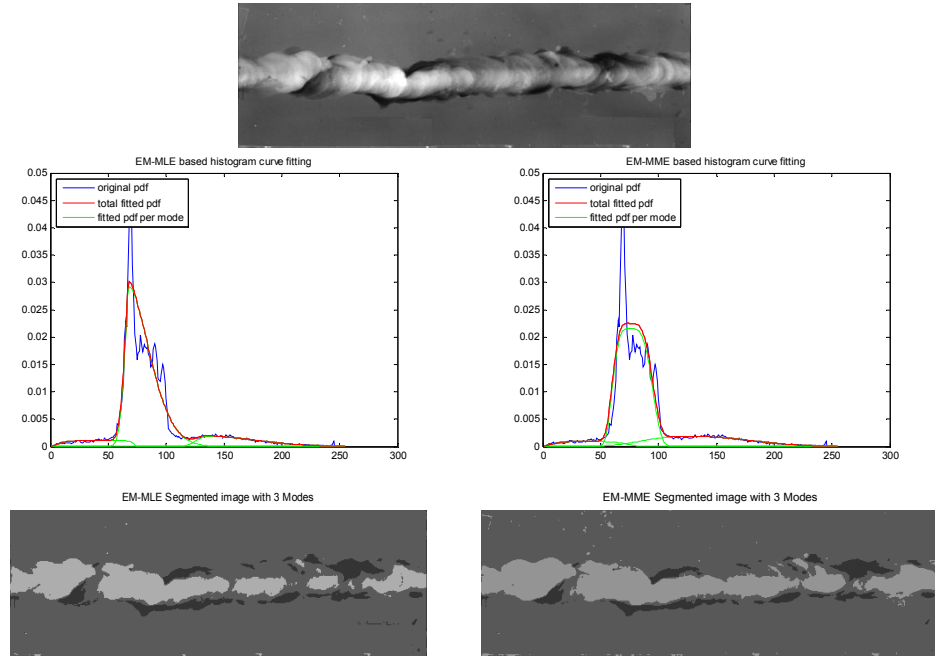 EM-MLE based histogram curve fitting
0.05
0.045
0.04
0.035
0.03
0.025
0.02
0.015
0.01
0.005
0
0 50 100 150 200 250 300
original pdf
total fitted pdf
fitted pdf per mode
EM-MME based histogram curve fitting
0.05
0.045
0.04
0.035
0.03
0.025
0.02
0.015
0.01
0.005
0
0 50 100 150 200 250 300
original pdf
total fitted pdf
fitted pdf per mode
EM-MLE Segmented image with 3 Modes
EM-MME Segmented image with 3 Modes